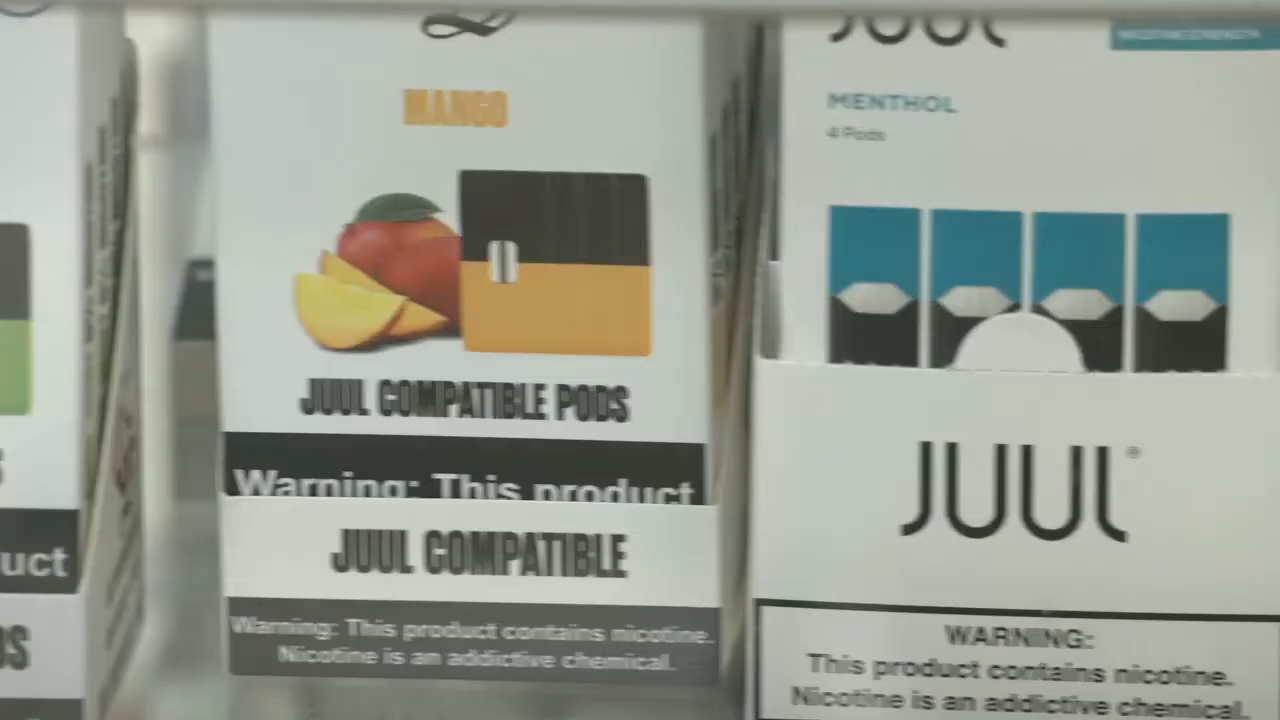 MANGO
JUUL COMPATIBLE PODS
Warning: This product
JUUL COMPATIBLE
Warning: This product contains nicotine.
Nicotine is an addictive chemical.
JUUL
MENTHOL
4 Pods
JUUL
WARNING:
This product contains nicotine.
Nicotine is an addictive chemical.
uct